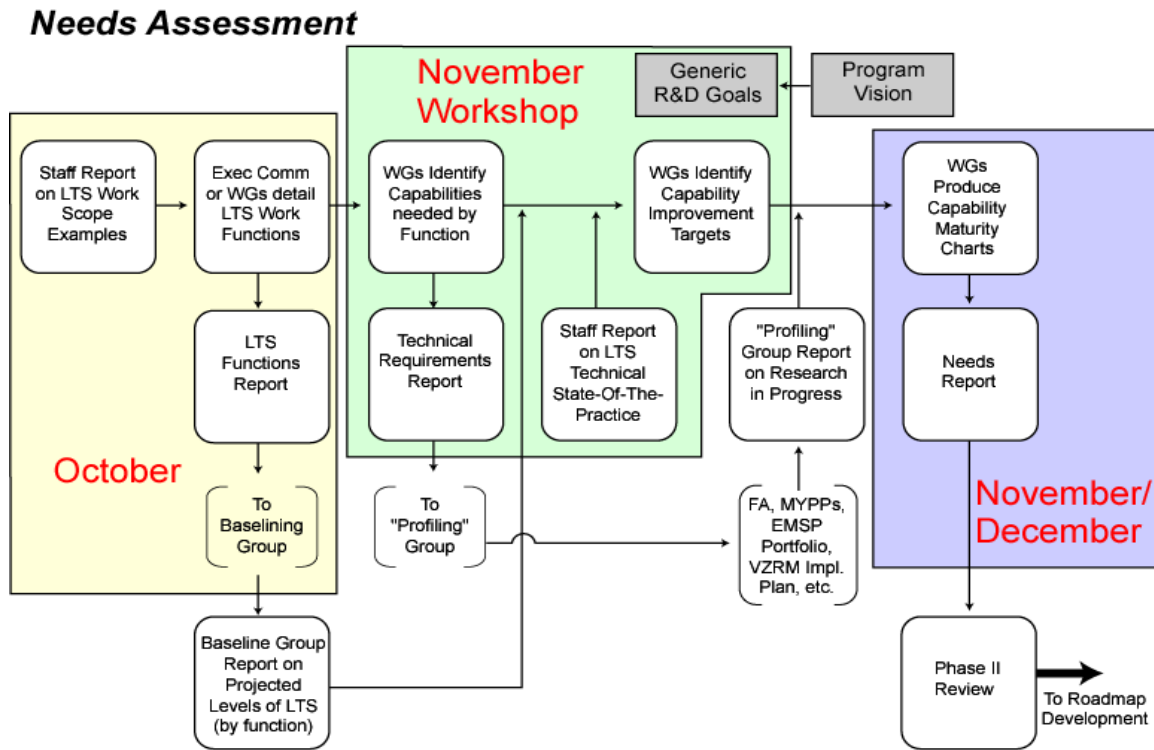 Needs Assessment
November
Workshop
Generic
R&D Goals
Program
Vision
Staff Report
on LTS Work
Scope
Examples
Exec Comm
or WGs detail
LTS Work
Functions
WGs Identify
Capabilities
needed by
Function
WGs Identify
Capability
Improvement
Targets
WGs
Produce
Capability
Maturity
Charts
LTS
Functions
Report
Technical
Requirements
Report
Staff Report
on LTS
Technical
State-Of-The-
Practice
"Profiling"
Group Report
on Research
in Progress
Needs
Report
October
To
Baselining
Group
To
"Profiling"
Group
FA, MYPPs,
EMSP
Portfolio,
VZRM Impl.
Plan, etc.
November/
December
Baseline Group
Report on
Projected
Levels of LTS
(by function)
Phase II
Review
To Roadmap
Development